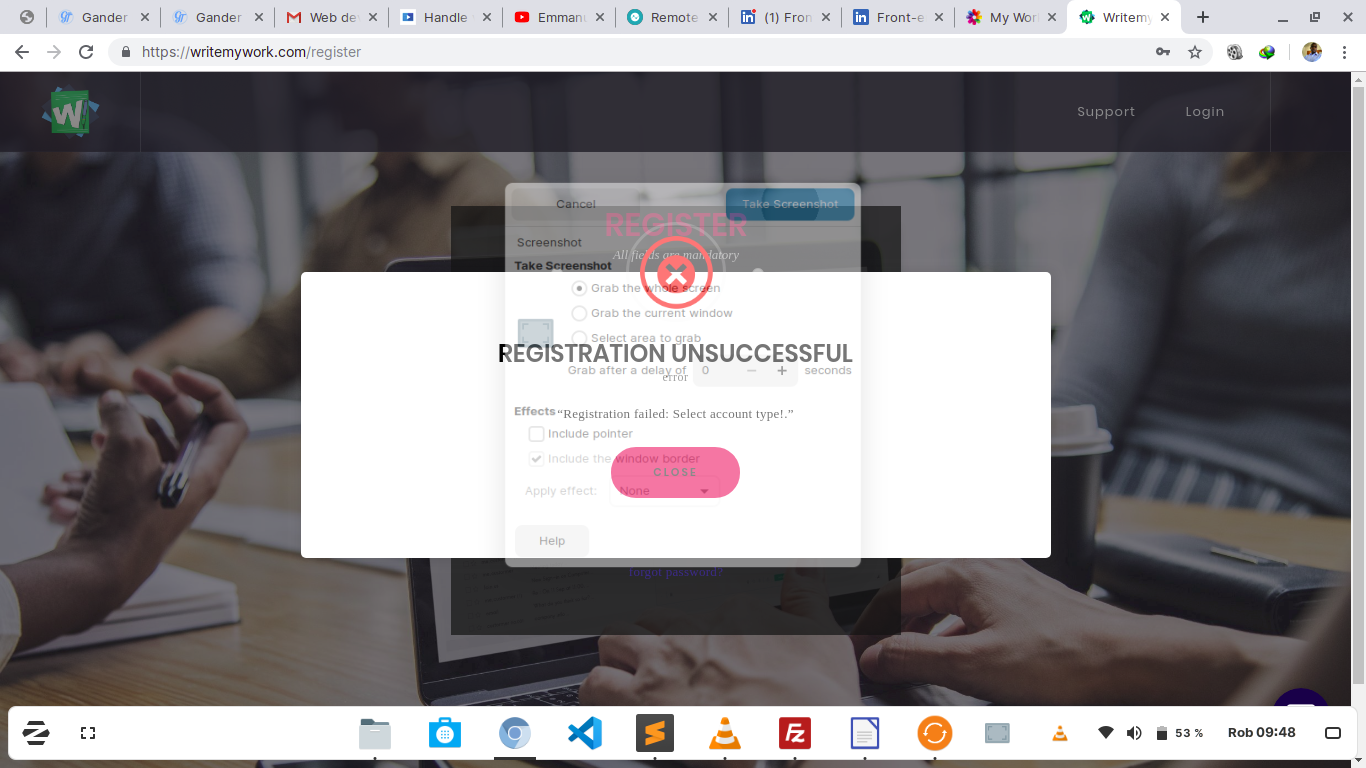 Gander
Gander
Web de
Handle
Emmanu
Remote
(1) Fron
Front-e
My Wor
Writemy
https://writemywork.com/register
W
Support
Login
Cancel
Take Screenshot
REGISTER
Screenshot
All fields are mandatory
Take Screenshot
Grab the whole screen
Grab the current window
Select area to grab
REGISTRATION UNSUCCESSFUL
Grab after a delay of 0 seconds
error
Effects
“Registration failed: Select account type!.”
Include pointer
Include the window border
CLOSE
Apply effect: None
Help
forgot password?
Fz
53 %
Rob 09:48